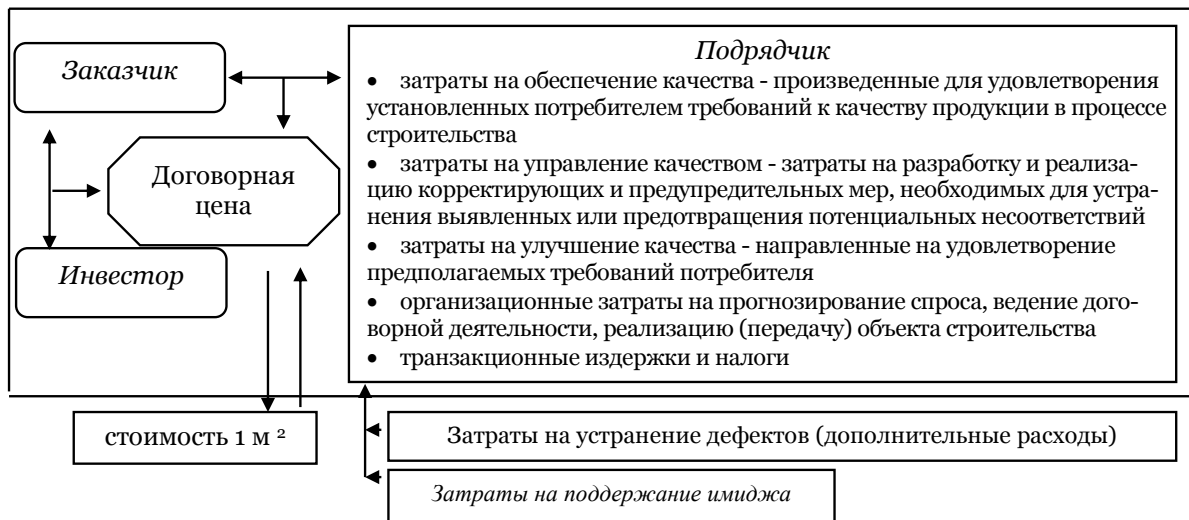 Заказчик
Договорная
цена
Инвестор
Подрядчик
• затраты на обеспечение качества - произведенные для удовлетворения
установленных потребителем требований к качеству продукции в процессе
строительства
• затраты на управление качеством - затраты на разработку и реализа-
цию корректирующих и предупредительных мер, необходимых для устра-
нения выявленных или предотвращения потенциальных несоответствий
• затраты на улучшение качества - направленные на удовлетворение
предполагаемых требований потребителя
• организационные затраты на прогнозирование спроса, ведение дого-
ворной деятельности, реализацию (передачу) объекта строительства
• транзакционные издержки и налоги
стоимость 1 м ²
Затраты на устранение дефектов (дополнительные расходы)
Затраты на поддержание имиджа